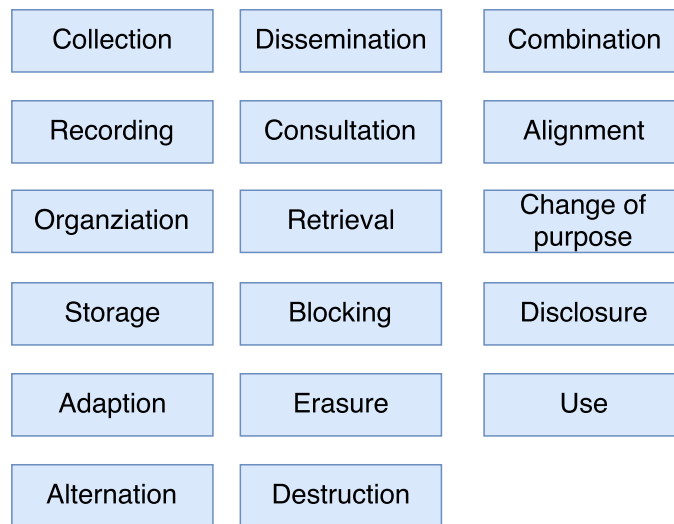 Collection
Dissemination
Combination
Recording
Consultation
Alignment
Organziation
Retrieval
Change of
purpose
Storage
Blocking
Disclosure
Adaption
Erasure
Use
Alternation
Destruction